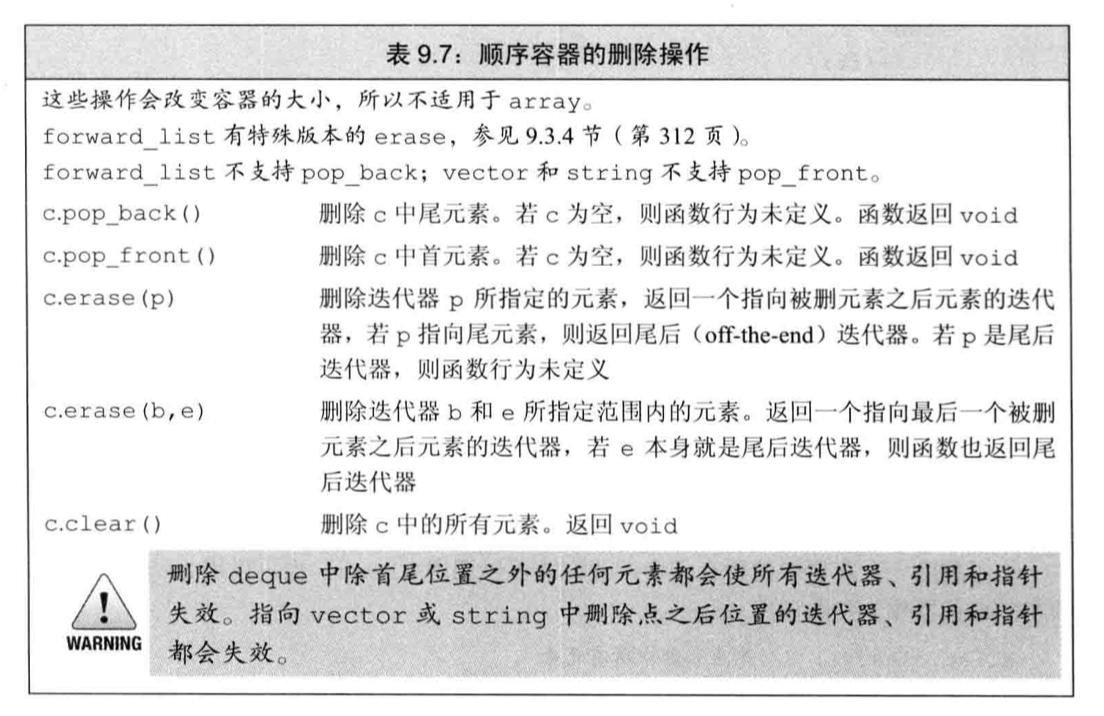 表 9.7：顺序容器的删除操作
这些操作会改变容器的大小，所以不适用于 array。
forward_list 有特殊版本的 erase，参见 9.3.4 节（第 312 页）。
forward_list 不支持 pop_back；vector 和 string 不支持 pop_front。
c.pop_back() 删除 c 中尾元素。若 c 为空，则函数行为未定义。函数返回 void
c.pop_front() 删除 c 中首元素。若 c 为空，则函数行为未定义。函数返回 void
c.erase(p) 删除迭代器 p 所指定的元素，返回一个指向被删元素之后元素的迭代
器，若 p 指向尾元素，则返回尾后（off-the-end）迭代器。若 p 是尾后
迭代器，则函数行为未定义
c.erase(b,e) 删除迭代器 b 和 e 所指定范围内的元素。返回一个指向最后一个被删
元素之后元素的迭代器，若 e 本身就是尾后迭代器，则函数也返回尾
后迭代器
c.clear() 删除 c 中的所有元素。返回 void
删除 deque 中除首尾位置之外的任何元素都会使所有迭代器、引用和指针
失效。指向 vector 或 string 中删除点之后位置的迭代器、引用和指针
都会失效。
WARNING